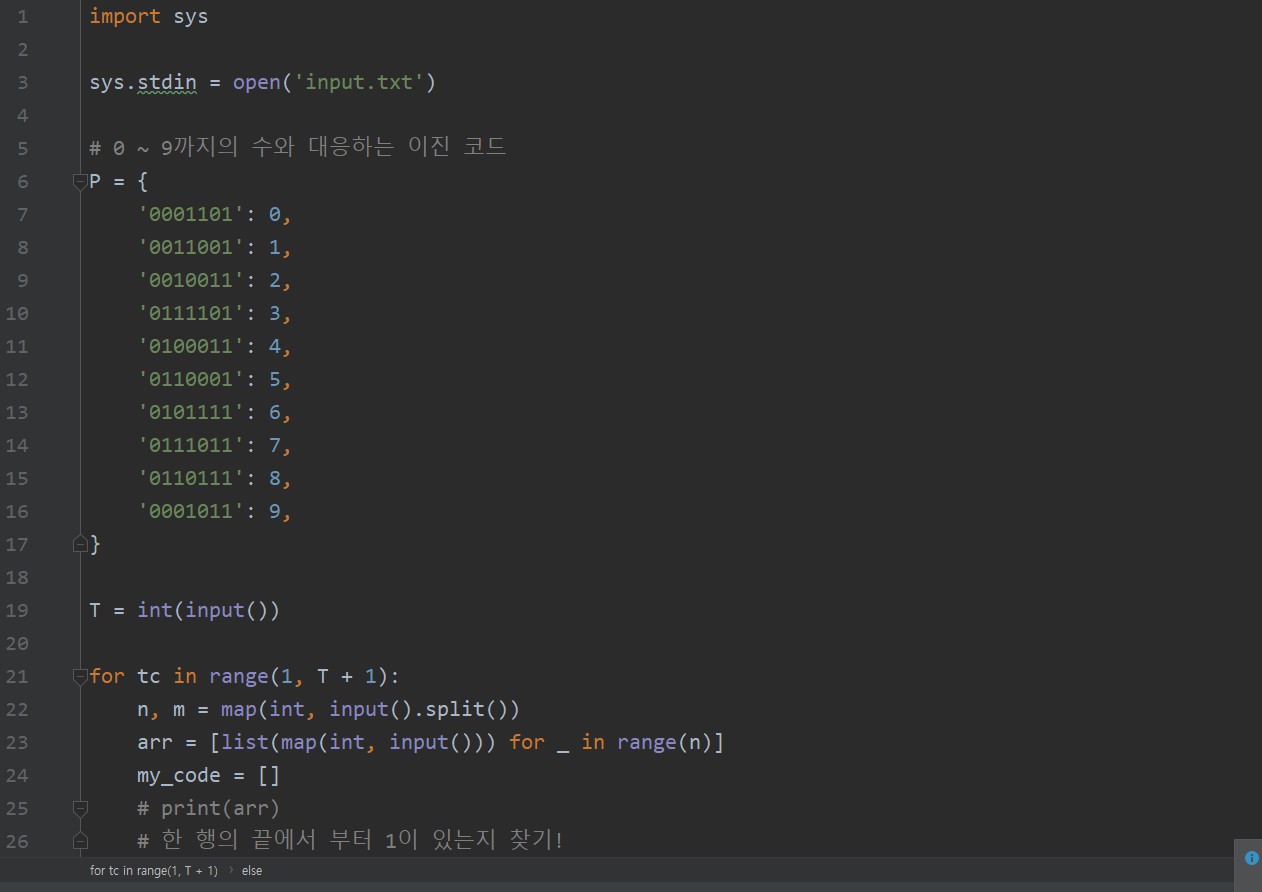 1 import sys
2
3 sys.stdin = open('input.txt')
4
5 # 0 ~ 9까지의 수와 대응하는 이진 코드
6 P = {
7     '0001101': 0,
8     '0011001': 1,
9     '0010011': 2,
10     '0111101': 3,
11     '0100011': 4,
12     '0110001': 5,
13     '0101111': 6,
14     '0111011': 7,
15     '0110111': 8,
16     '0001011': 9,
17 }
18
19 T = int(input())
20
21 for tc in range(1, T + 1):
22     n, m = map(int, input().split())
23     arr = [list(map(int, input())) for _ in range(n)]
24     my_code = []
25     # print(arr)
26     # 한 행의 끝에서 부터 1이 있는지 찾기!
for tc in range(1, T + 1) › else